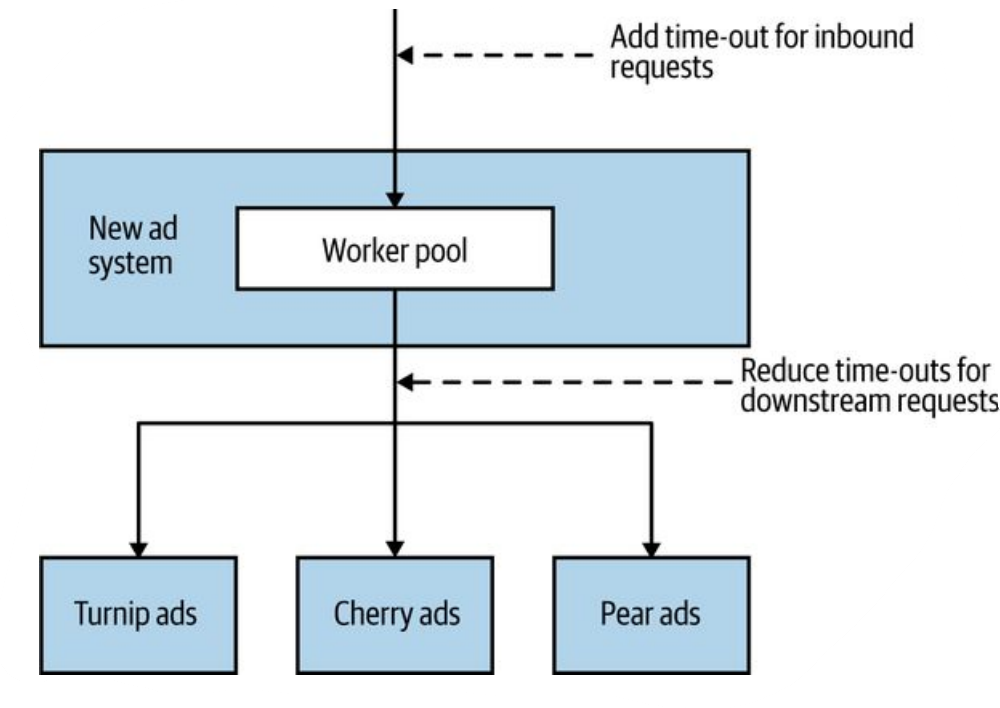 Add time-out for inbound
requests
New ad
system
Worker pool
Reduce time-outs for
downstream requests
Turnip ads
Cherry ads
Pear ads